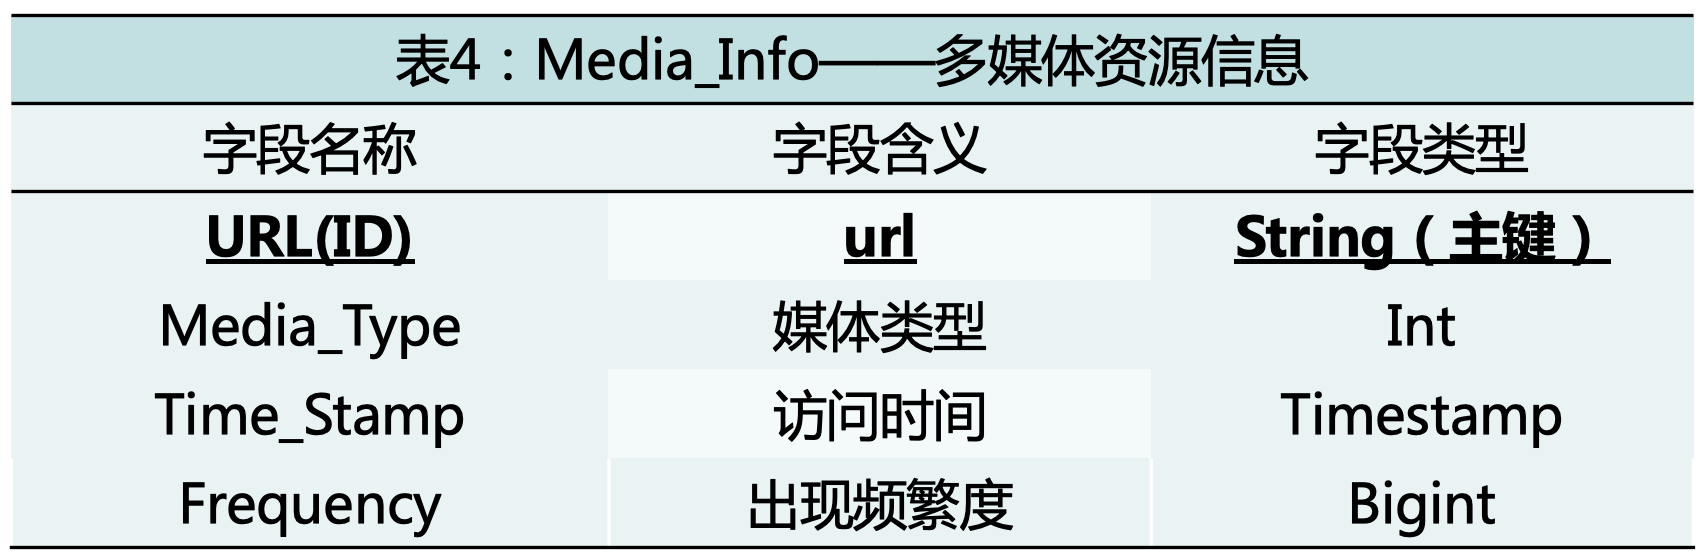 表4：Media_Info——多媒体资源信息
字段名称 字段含义 字段类型
URL(ID) url String（主键）
Media_Type 媒体类型 Int
Time_Stamp 访问时间 Timestamp
Frequency 出现频繁度 Bigint